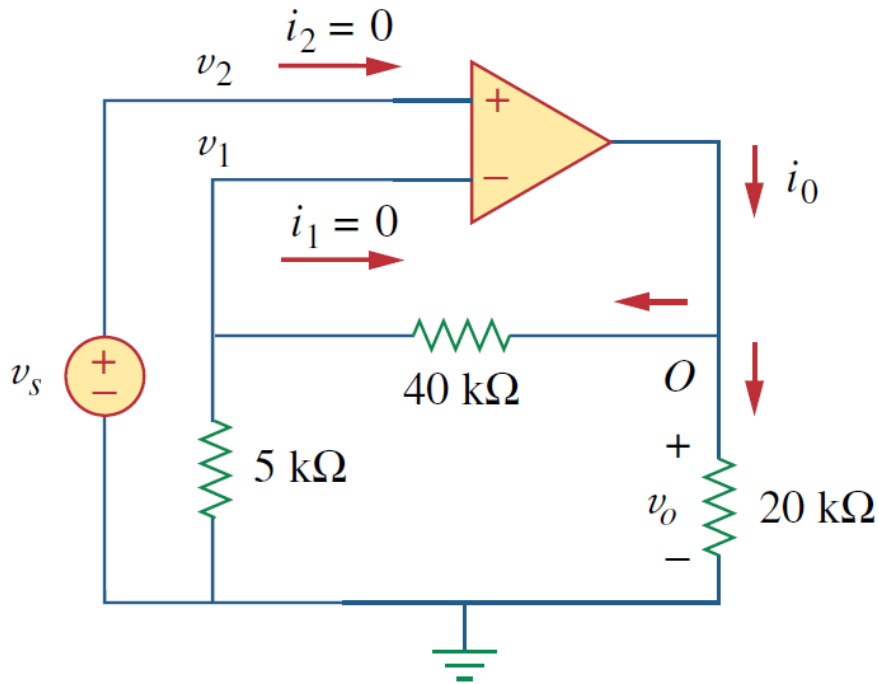 i₂ = 0
v₂
+
v₁
−
i₀
i₁ = 0
+
vₛ
−
40 kΩ
O
+
5 kΩ
vₒ
20 kΩ
−